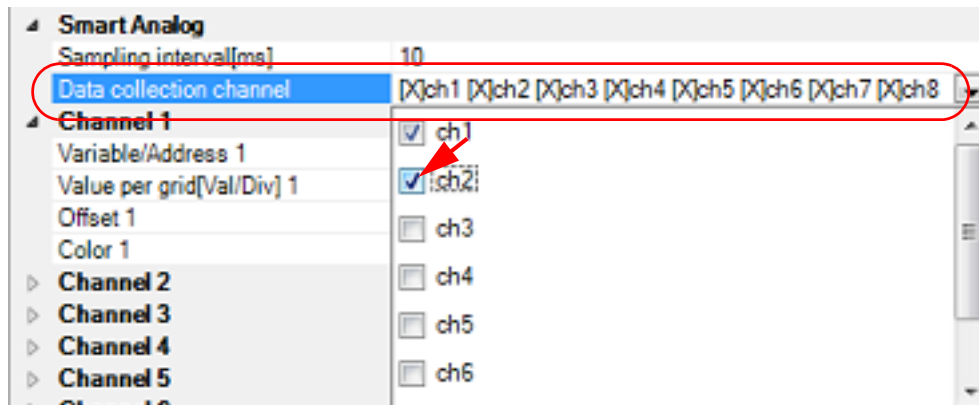 Smart Analog
Sampling interval[ms] 10
Data collection channel [X]ch1 [X]ch2 [X]ch3 [X]ch4 [X]ch5 [X]ch6 [X]ch7 [X]ch8
Channel 1
ch1
Variable/Address 1
Value per grid[Val/Div] 1
ch2
Offset 1
ch3
Color 1
Channel 2
ch4
Channel 3
ch5
Channel 4
Channel 5
ch6